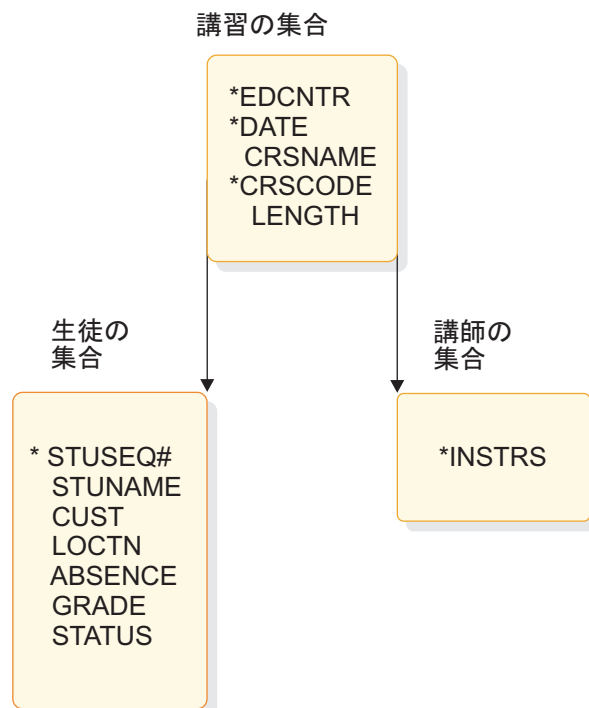 講習の集合
*EDCNTR
*DATE
CRSNAME
*CRSCODE
LENGTH
生徒の
集合
* STUSEQ#
STUNAME
CUST
LOCTN
ABSENCE
GRADE
STATUS
講師の
集合
*INSTRS